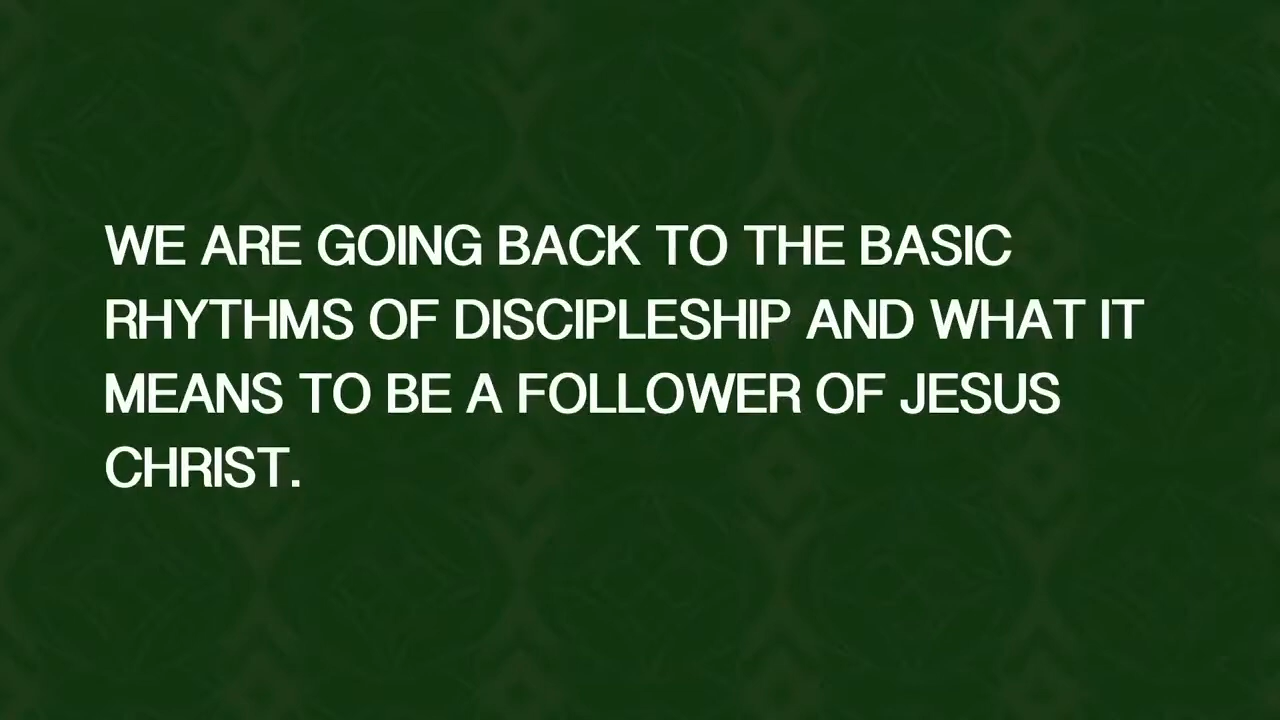 WE ARE GOING BACK TO THE BASIC
RHYTHMS OF DISCIPLESHIP AND WHAT IT
MEANS TO BE A FOLLOWER OF JESUS
CHRIST.